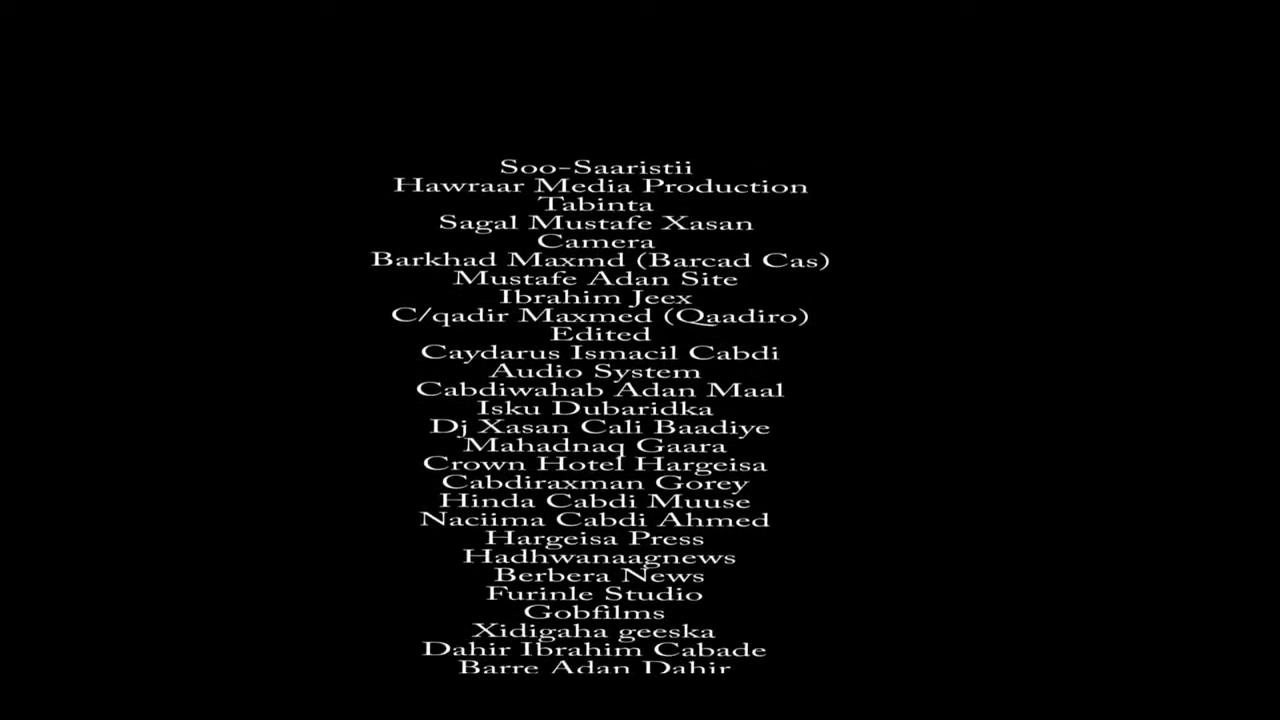 Soo-Saaristii
Hawraar Media Production
Tabinta
Sagal Mustafe Xasan
Camera
Barkhad Maxmd (Barcad Cas)
Mustafe Adan Site
Ibrahim Jeex
C/qadir Maxmed (Qaadiro)
Edited
Caydarus Ismacil Cabdi
Audio System
Cabdiwahab Adan Maal
Isku Dubaridka
Dj Xasan Cali Baadiye
Mahadnaq Gaara
Crown Hotel Hargeisa
Cabdiraxman Gorey
Hinda Cabdi Muuse
Naciima Cabdi Ahmed
Hargeisa Press
Hadhwanaagnews
Berbera News
Furinle Studio
Gobfilms
Xidigaha geeska
Dahir Ibrahim Cabade
Barre Adan Dahir